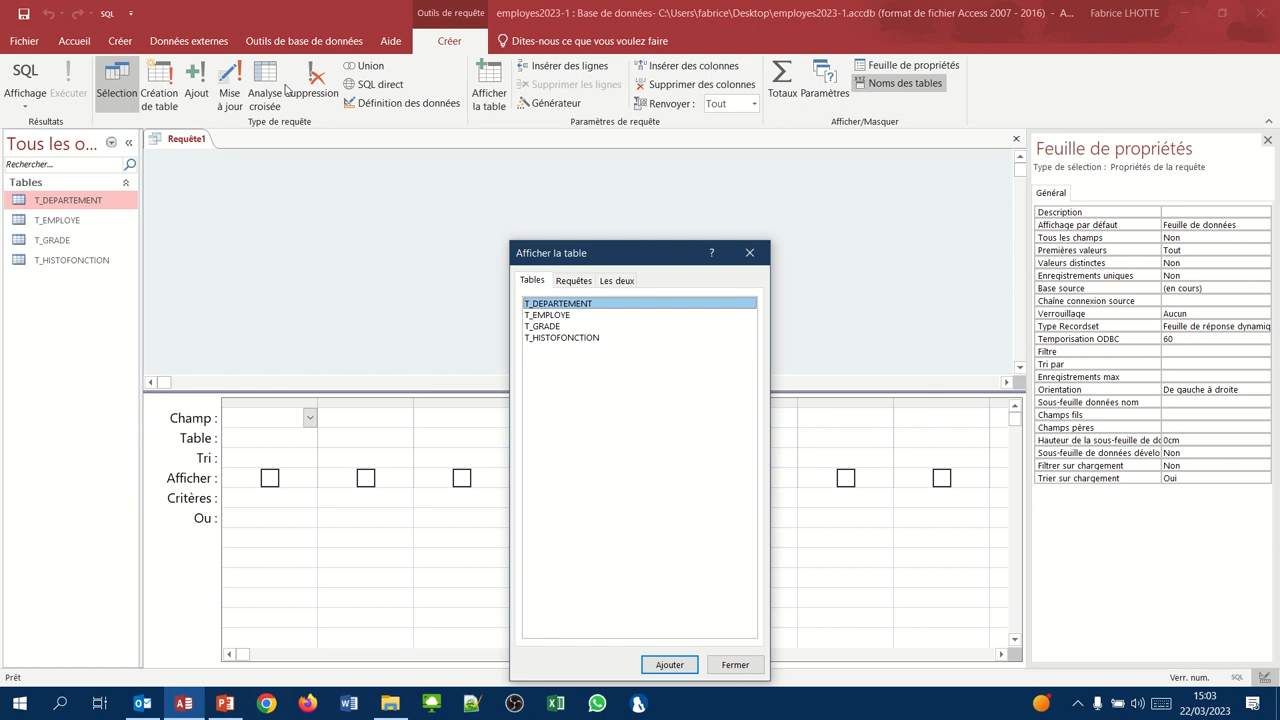 SQL
Outils de requête
employes2023-1 : Base de données- C:\Users\fabrice\Desktop\employes2023-1.accdb (format de fichier Access 2007 - 2016) - A...
Fabrice LHOTTE
Fichier
Accueil
Créer
Données externes
Outils de base de données
Aide
Créer
Dites-nous ce que vous voulez faire
SQL
Affichage
Exécuter
Résultats
Sélection
Création de table
Ajout
Mise à jour
Analyse croisée
Suppression
Union
SQL direct
Définition des données
Type de requête
Afficher la table
Insérer des lignes
Supprimer les lignes
Générateur
Insérer des colonnes
Supprimer des colonnes
Renvoyer : Tout
Paramètres de requête
Totaux
Paramètres
Feuille de propriétés
Noms des tables
Afficher/Masquer
Tous les o...
Rechercher...
Tables
T_DEPARTEMENT
T_EMPLOYE
T_GRADE
T_HISTOFONCTION
Requête1
Champ :
Table :
Tri :
Afficher :
Critères :
Ou :
Afficher la table
?
Tables
Requêtes
Les deux
T_DEPARTEMENT
T_EMPLOYE
T_GRADE
T_HISTOFONCTION
Ajouter
Fermer
Feuille de propriétés
Type de sélection : Propriétés de la requête
Général
Description
Affichage par défaut Feuille de données
Tous les champs Non
Premières valeurs Tout
Valeurs distinctes Non
Enregistrements uniques Non
Base source (en cours)
Chaîne connexion source
Verrouillage Aucun
Type Recordset Feuille de réponse dynamiq
Temporisation ODBC 60
Filtre
Tri par
Enregistrements max
Orientation De gauche à droite
Sous-feuille données nom
Champs fils
Champs pères
Hauteur de la sous-feuille de do 0cm
Sous-feuille de données dévelo Non
Filtrer sur chargement Non
Trier sur chargement Oui
Prêt
Verr. num.
SQL
15:03
22/03/2023